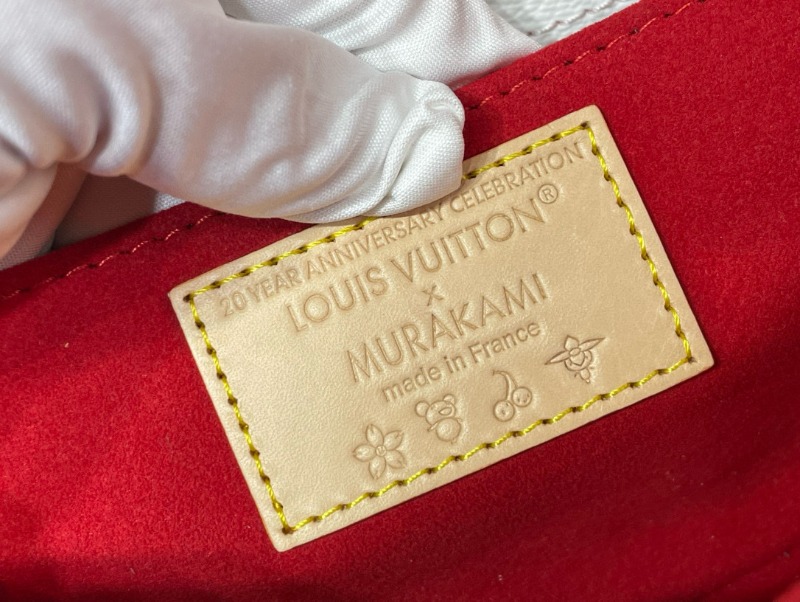 20 YEAR ANNIVERSARY CELEBRATION
LOUIS VUITTON®
×
MURAKAMI
made in France